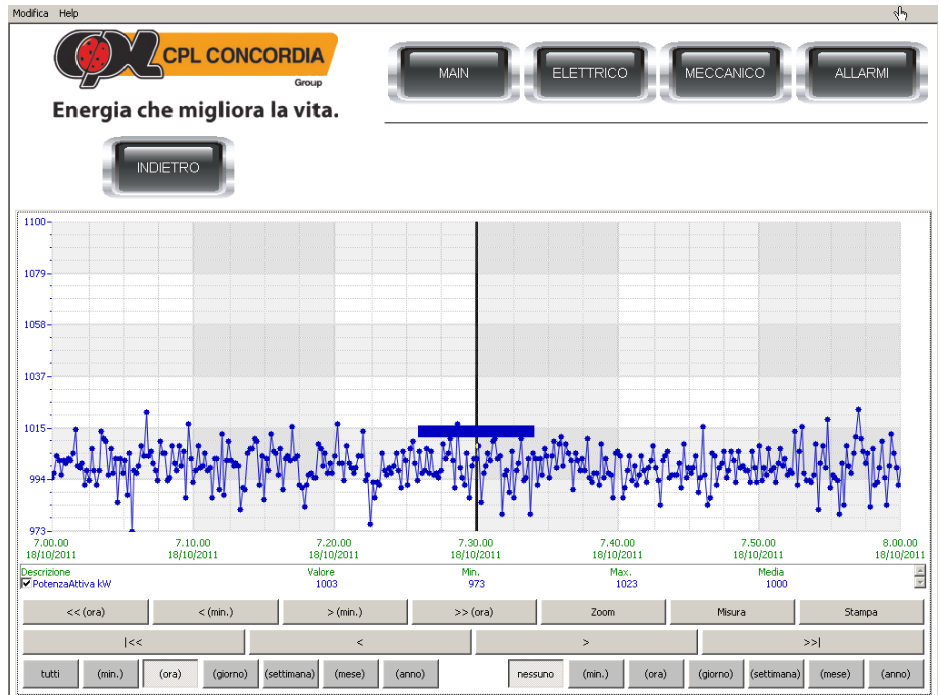 Modifica Help
CPL CONCORDIA
Group
Energia che migliora la vita.
MAIN
ELETTRICO
MECCANICO
ALLARMI
INDIETRO
1100
1079
1058
1037
1015
994
973
7.00.00 7.10.00 7.20.00 7.30.00 7.40.00 7.50.00 8.00.00
18/10/2011 18/10/2011 18/10/2011 18/10/2011 18/10/2011 18/10/2011 18/10/2011
Descrizione Valore Min. Max. Media
PotenzaAttiva kW 1003 973 1023 1000
<< (ora) < (min.) > (min.) >> (ora) Zoom Misura Stampa
|<< < > >>|
tutti (min.) (ora) (giorno) (settimana) (mese) (anno) nessuno (min.) (ora) (giorno) (settimana) (mese) (anno)